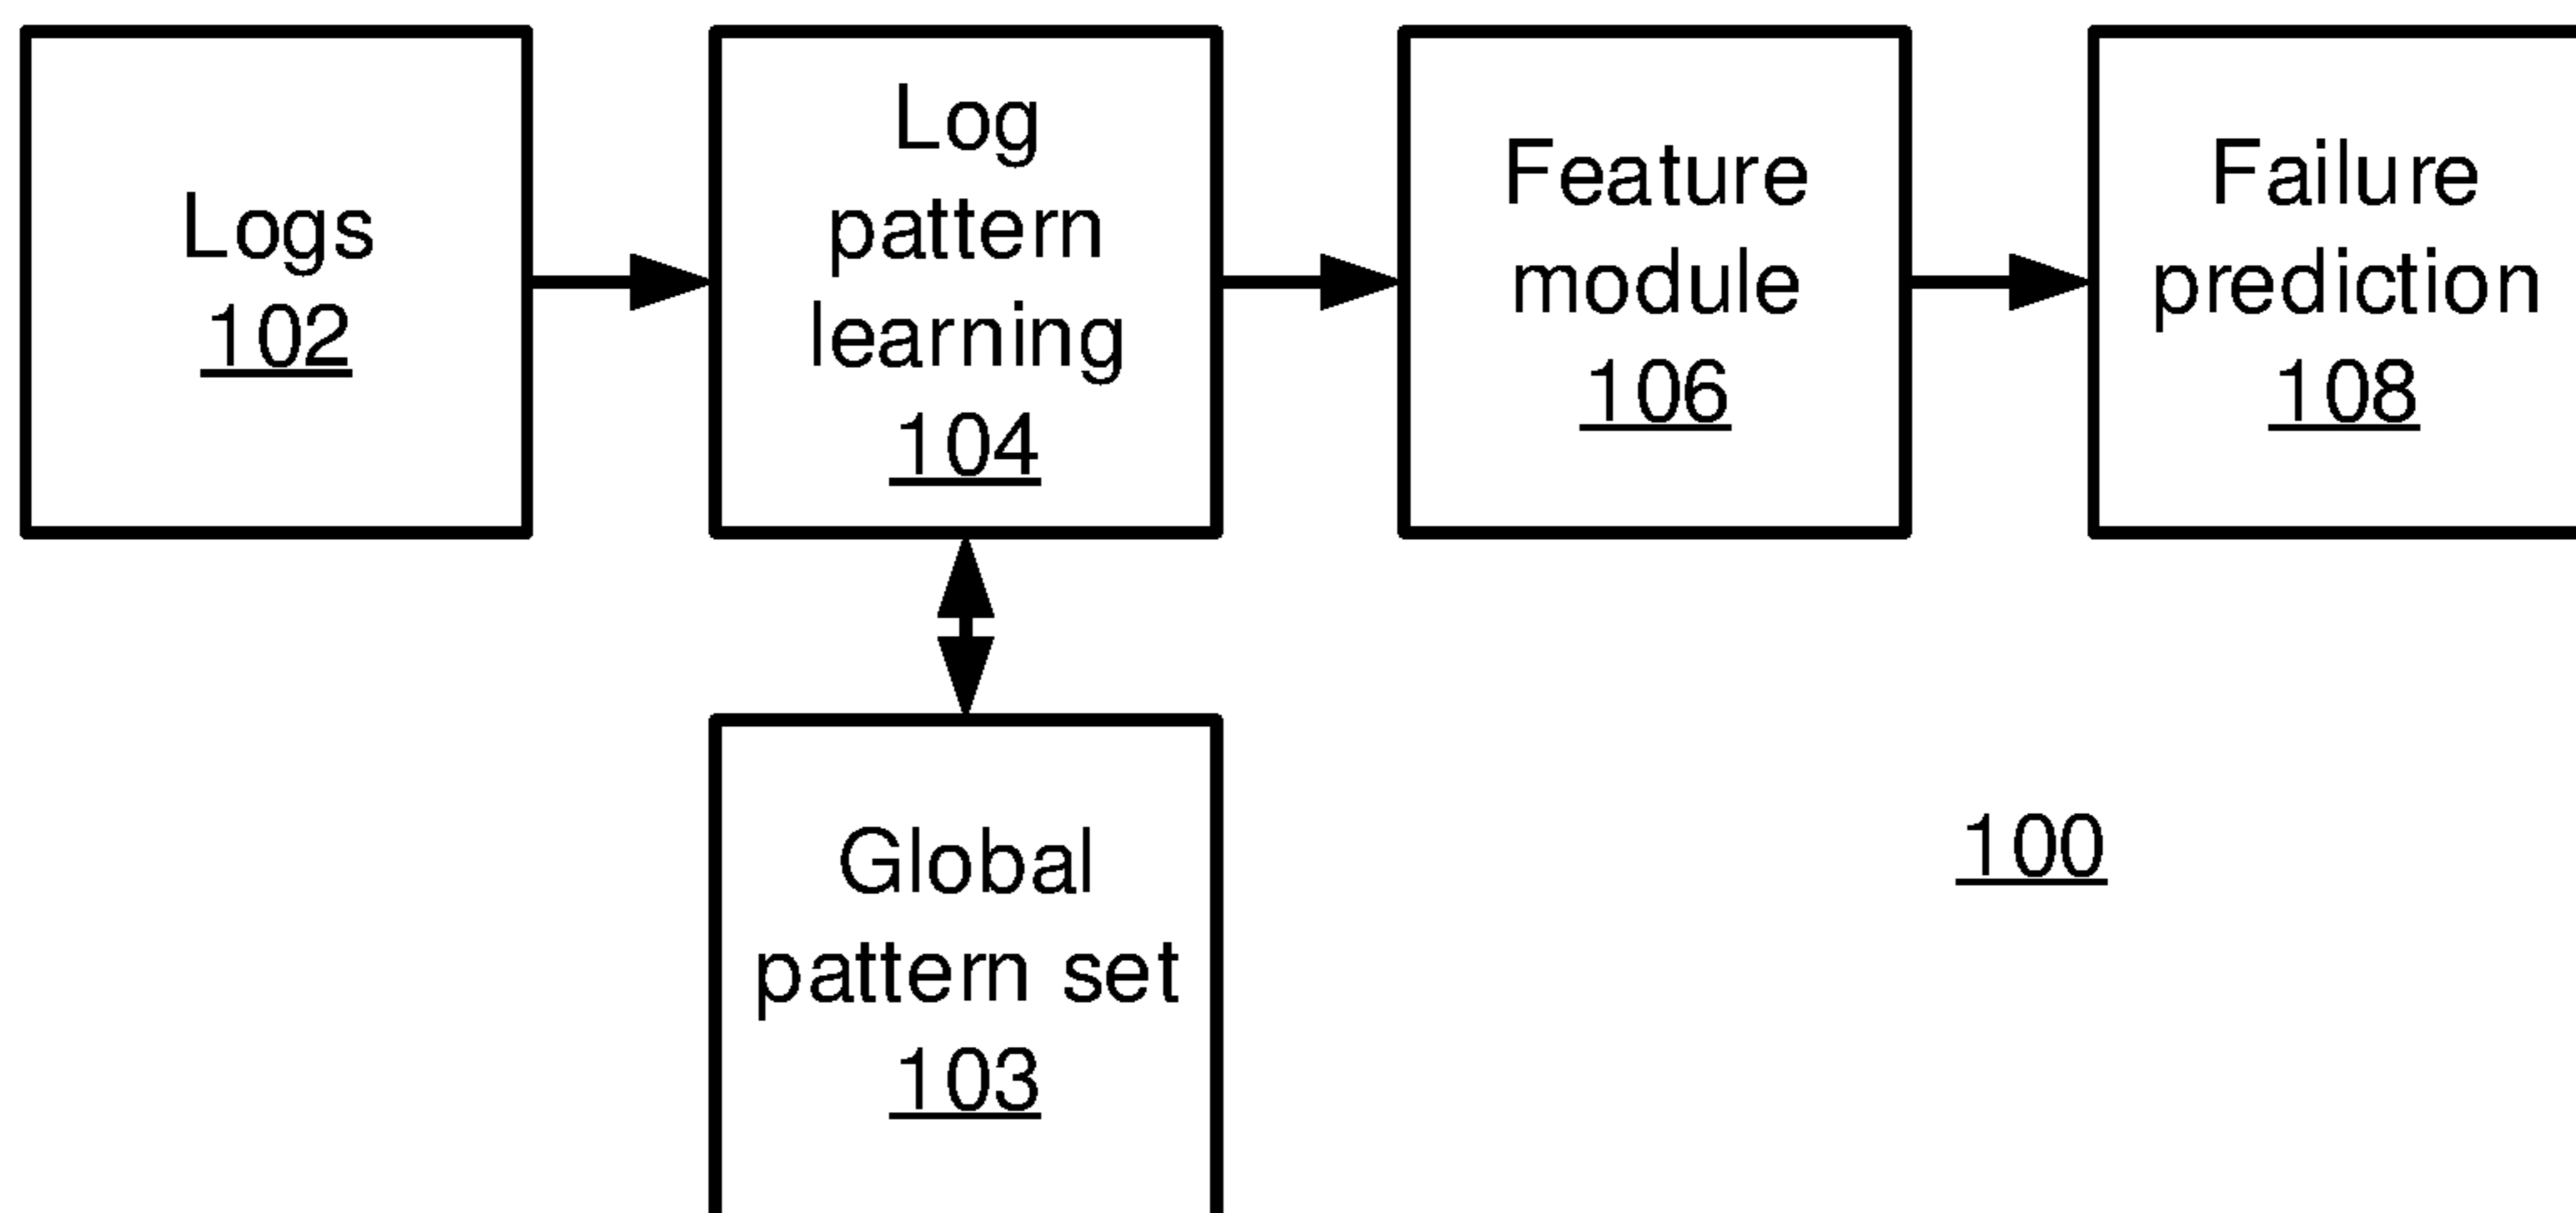 Logs
102
Log
pattern
learning
104
Feature
module
106
Failure
prediction
108
Global
pattern set
103
100